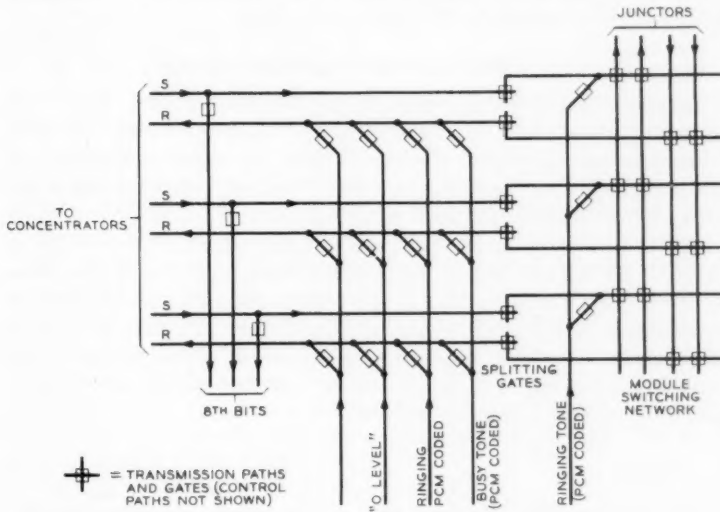 JUNCTORS
S
R
S
R
TO
CONCENTRATORS
S
R
SPLITTING
GATES
MODULE
SWITCHING
NETWORK
8TH BITS
"O LEVEL"
RINGING
PCM CODED
BUSY TONE
(PCM CODED)
RINGING TONE
(PCM CODED)
= TRANSMISSION PATHS
AND GATES (CONTROL
PATHS NOT SHOWN)